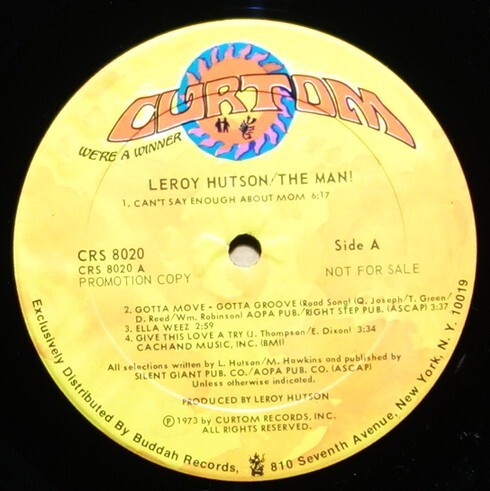 CURTOM
WE'RE A WINNER
LEROY HUTSON/THE MAN!
1. CAN'T SAY ENOUGH ABOUT MOM 6:17
CRS 8020
CRS 8020 A
PROMOTION COPY
Side A
NOT FOR SALE
2. GOTTA MOVE - GOTTA GROOVE (Road Song) (Q. Joseph/T. Green/
D. Reed/Wm. Robinson) AOPA PUB./RIGHT STEP PUB. (ASCAP) 3:37
3. ELLA WEEZ 2:59
4. GIVE THIS LOVE A TRY (J. Thompson/E. Dixon) 3:34
CACHAND MUSIC, INC. (BMI)
All selections written by L. Hutson/M. Hawkins and published by
SILENT GIANT PUB. CO./AOPA PUB. CO. (ASCAP)
Unless otherwise indicated.
PRODUCED BY LEROY HUTSON
℗ 1973 by CURTOM RECORDS, INC.
ALL RIGHTS RESERVED.
Exclusively Distributed By Buddah Records, 810 Seventh Avenue, New York, N.Y. 10019